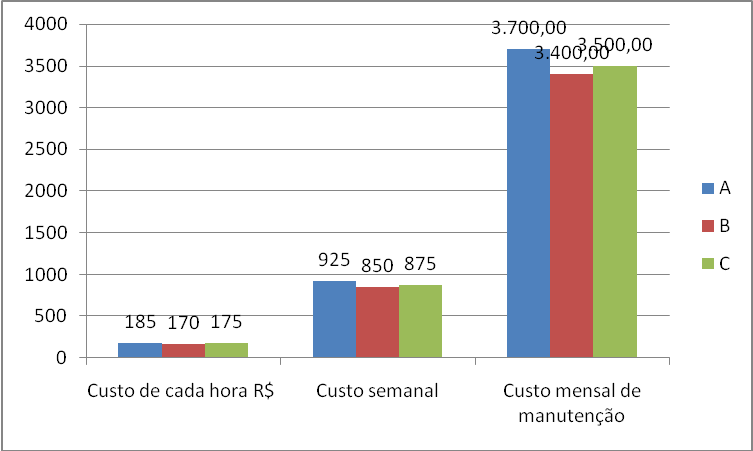 4000
3500
3000
2500
2000
1500
1000
500
0
185
170
175
925
850
875
3.700,00
3.400,00
3.500,00
Custo de cada hora R$
Custo semanal
Custo mensal de
manutenção
A
B
C